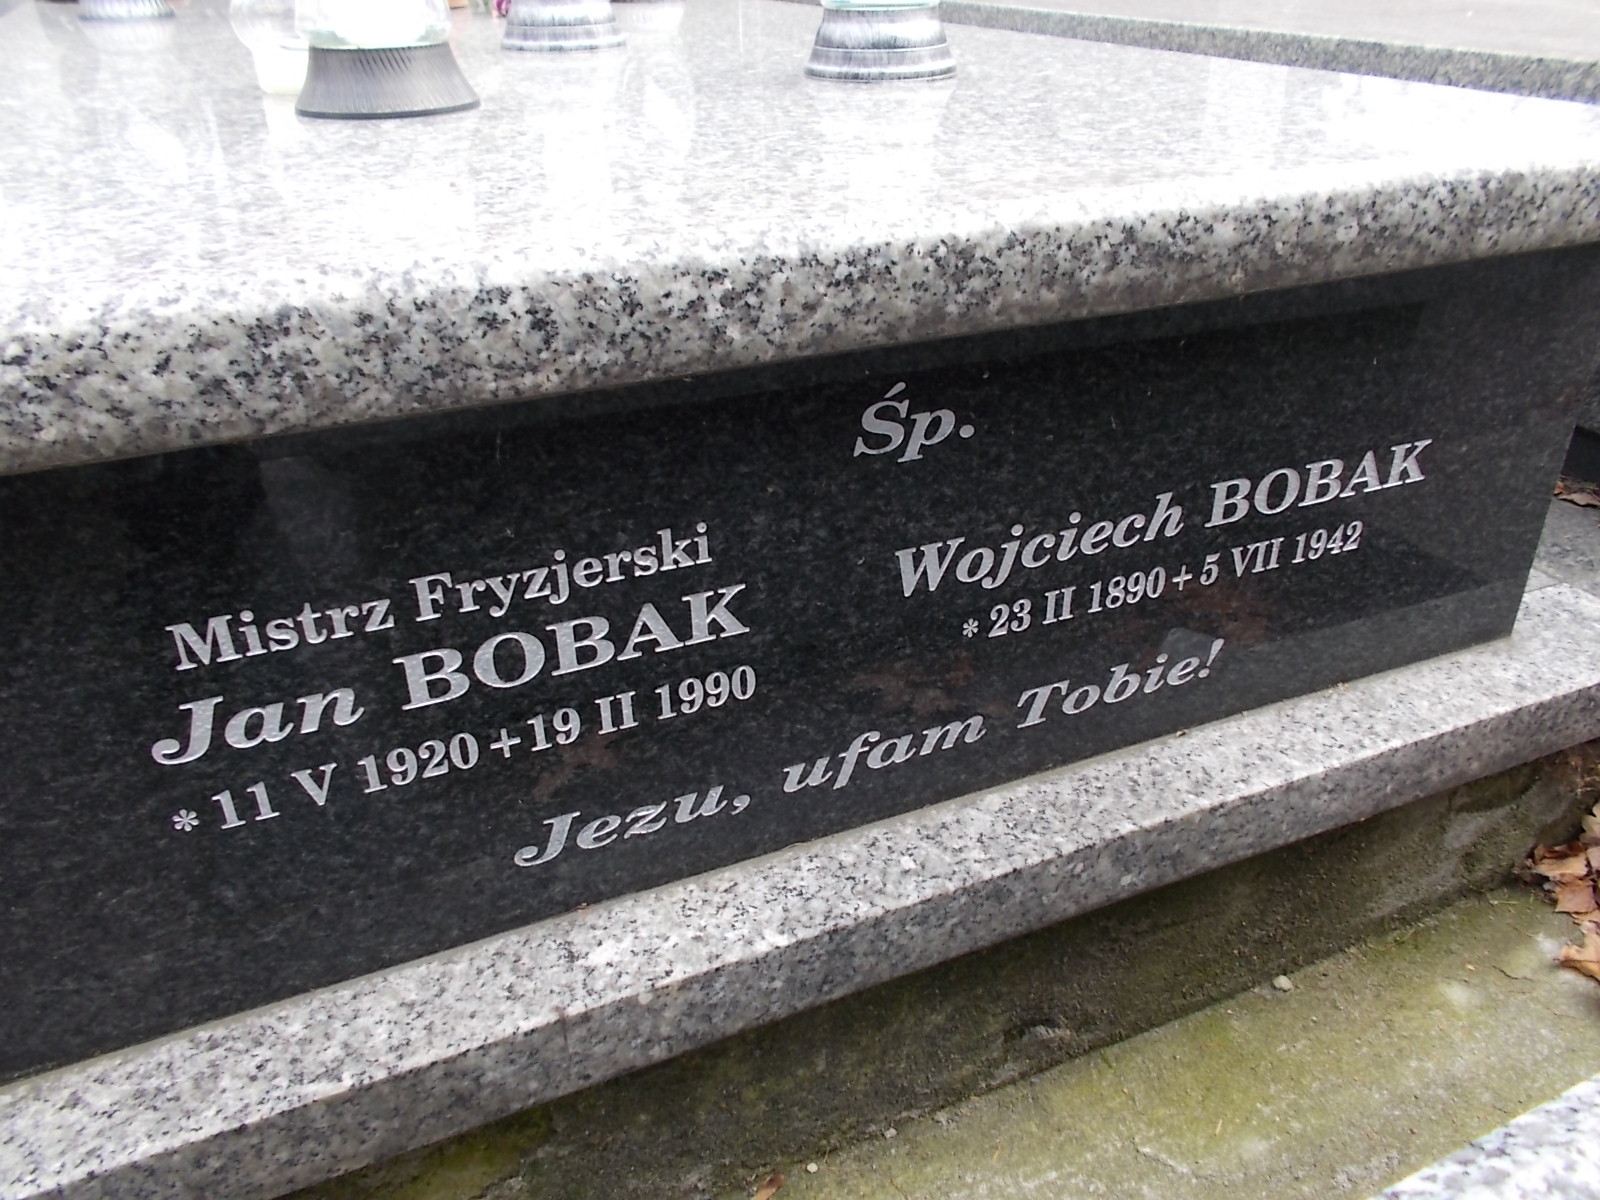 Śp.
Mistrz Fryzjerski
Jan BOBAK
* 11 V 1920 + 19 II 1990
Wojciech BOBAK
* 23 II 1890 + 5 VII 1942
Jezu, ufam Tobie!